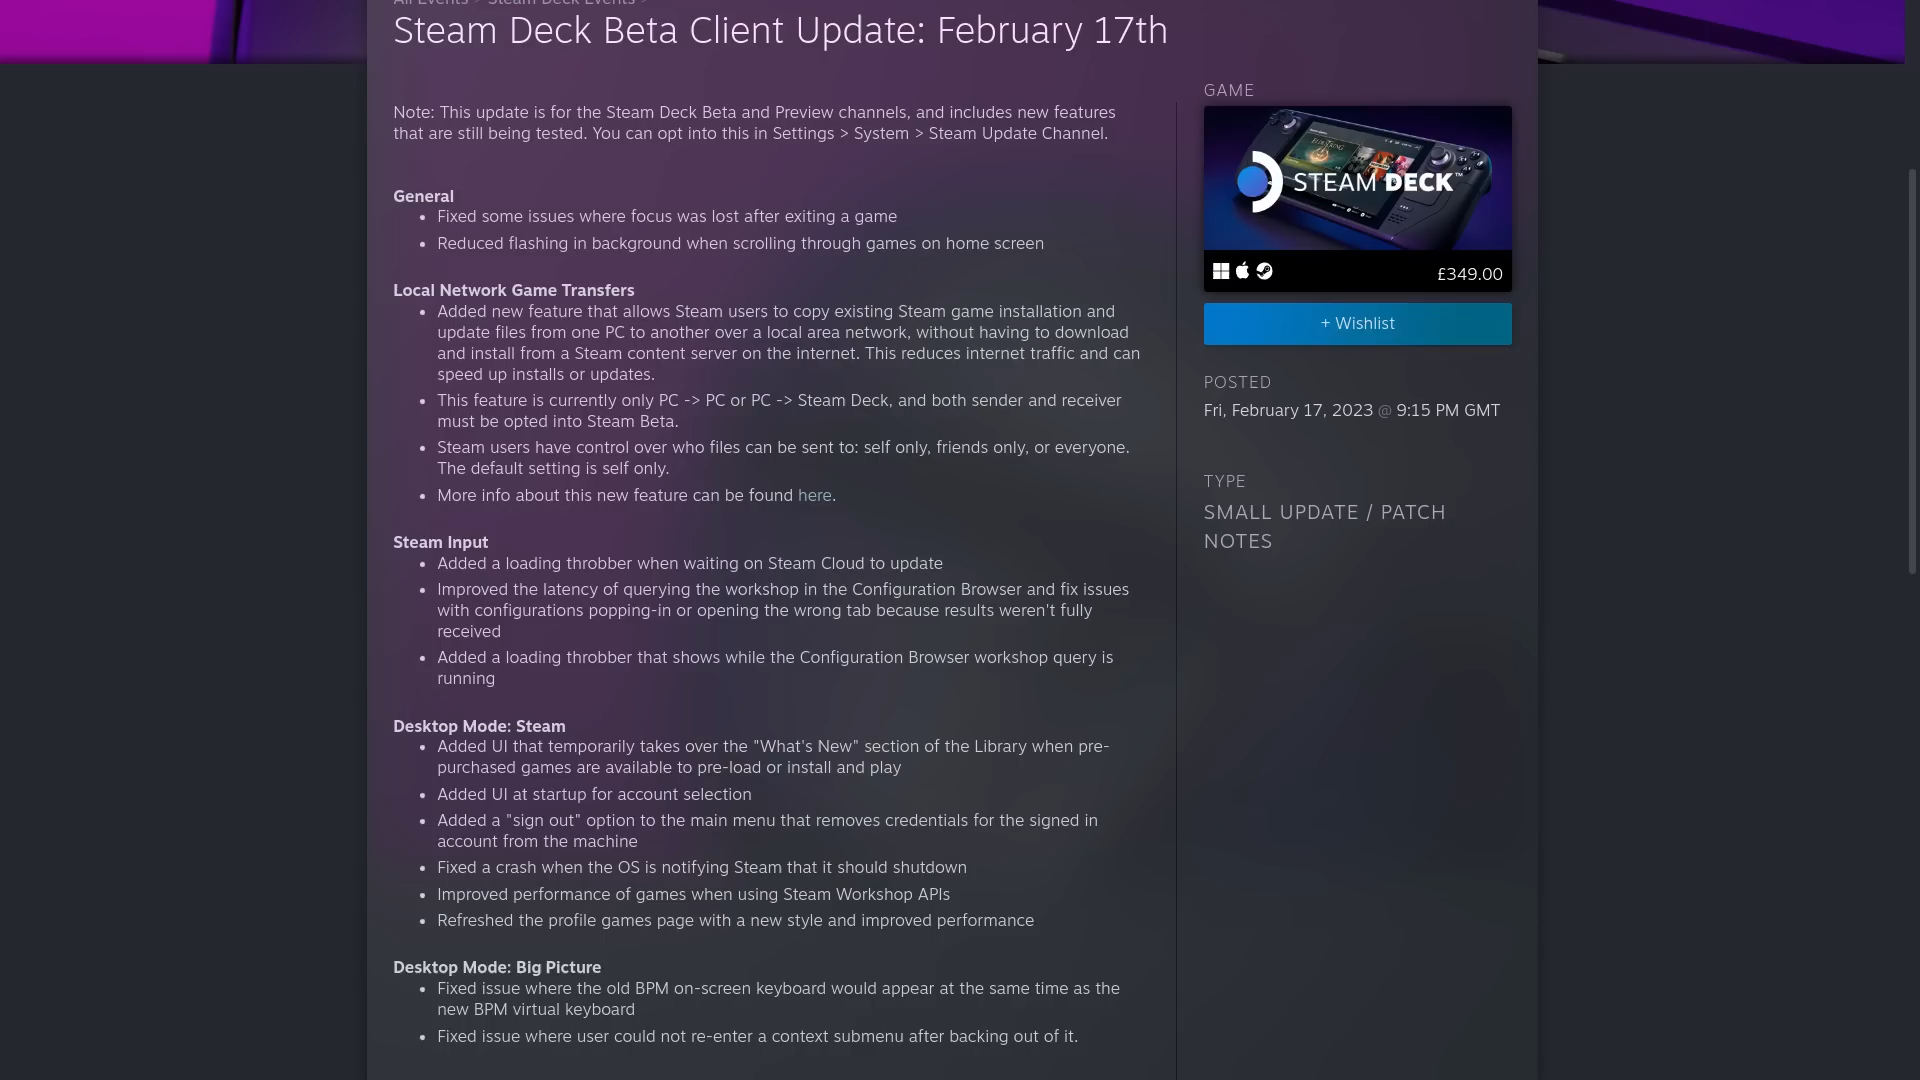 All Events > Steam Deck Events >
Steam Deck Beta Client Update: February 17th
Note: This update is for the Steam Deck Beta and Preview channels, and includes new features
that are still being tested. You can opt into this in Settings > System > Steam Update Channel.
General
• Fixed some issues where focus was lost after exiting a game
• Reduced flashing in background when scrolling through games on home screen
Local Network Game Transfers
• Added new feature that allows Steam users to copy existing Steam game installation and
update files from one PC to another over a local area network, without having to download
and install from a Steam content server on the internet. This reduces internet traffic and can
speed up installs or updates.
• This feature is currently only PC -> PC or PC -> Steam Deck, and both sender and receiver
must be opted into Steam Beta.
• Steam users have control over who files can be sent to: self only, friends only, or everyone.
The default setting is self only.
• More info about this new feature can be found here.
Steam Input
• Added a loading throbber when waiting on Steam Cloud to update
• Improved the latency of querying the workshop in the Configuration Browser and fix issues
with configurations popping-in or opening the wrong tab because results weren't fully
received
• Added a loading throbber that shows while the Configuration Browser workshop query is
running
Desktop Mode: Steam
• Added UI that temporarily takes over the "What's New" section of the Library when pre-
purchased games are available to pre-load or install and play
• Added UI at startup for account selection
• Added a "sign out" option to the main menu that removes credentials for the signed in
account from the machine
• Fixed a crash when the OS is notifying Steam that it should shutdown
• Improved performance of games when using Steam Workshop APIs
• Refreshed the profile games page with a new style and improved performance
Desktop Mode: Big Picture
• Fixed issue where the old BPM on-screen keyboard would appear at the same time as the
new BPM virtual keyboard
• Fixed issue where user could not re-enter a context submenu after backing out of it.
GAME
STEAM DECK™
£349.00
+ Wishlist
POSTED
Fri, February 17, 2023 @ 9:15 PM GMT
TYPE
SMALL UPDATE / PATCH
NOTES